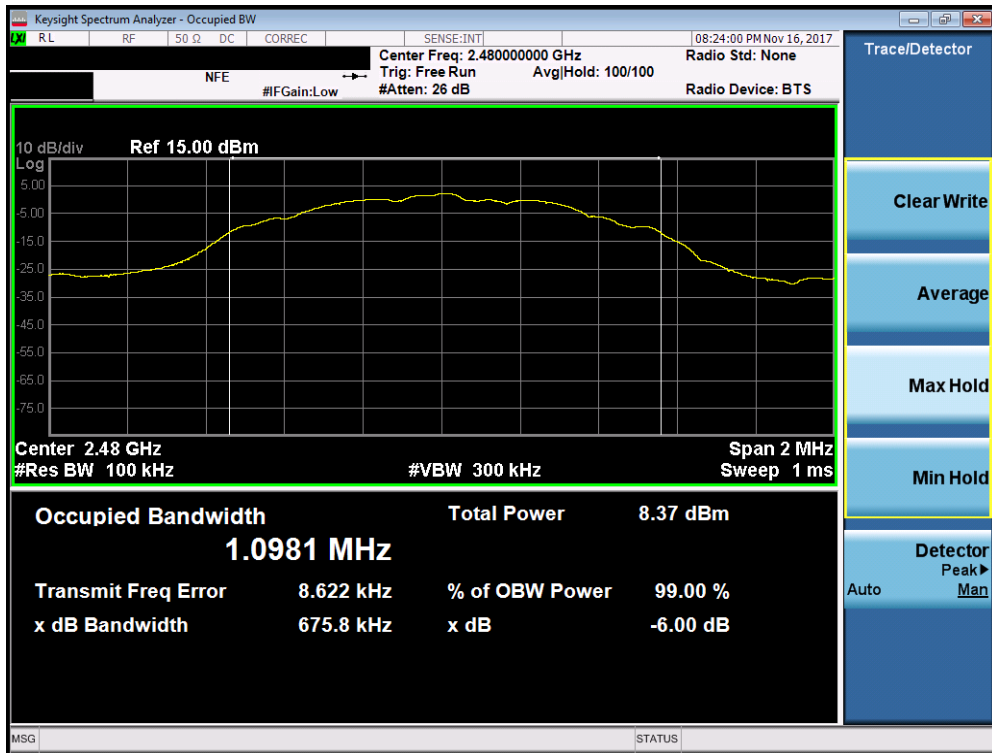 Keysight Spectrum Analyzer - Occupied BW
LXI RL RF 50 Ω DC CORREC SENSE:INT 08:24:00 PM Nov 16, 2017
Center Freq: 2.480000000 GHz Radio Std: None
NFE Trig: Free Run Avg|Hold: 100/100
#IFGain:Low #Atten: 26 dB Radio Device: BTS
10 dB/div Ref 15.00 dBm
Log
5.00
-5.00
-15.0
-25.0
-35.0
-45.0
-55.0
-65.0
-75.0
Center 2.48 GHz Span 2 MHz
#Res BW 100 kHz #VBW 300 kHz Sweep 1 ms
Occupied Bandwidth Total Power 8.37 dBm
1.0981 MHz
Transmit Freq Error 8.622 kHz % of OBW Power 99.00 %
x dB Bandwidth 675.8 kHz x dB -6.00 dB
MSG STATUS
Trace/Detector
Clear Write
Average
Max Hold
Min Hold
Detector
Peak▶
Auto Man